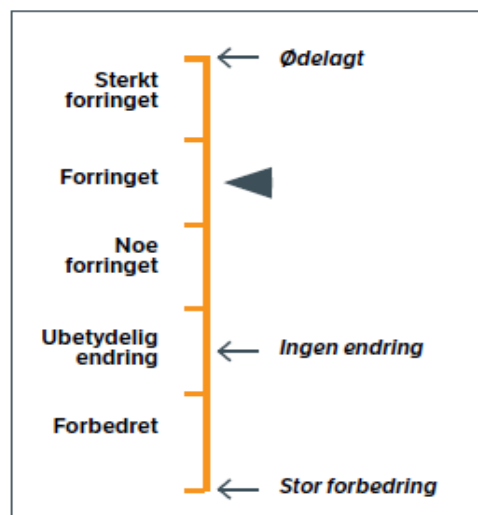 Ødelagt
Sterkt
forringet
Forringet
Noe
forringet
Ubetydelig
endring
Ingen endring
Forbedret
Stor forbedring